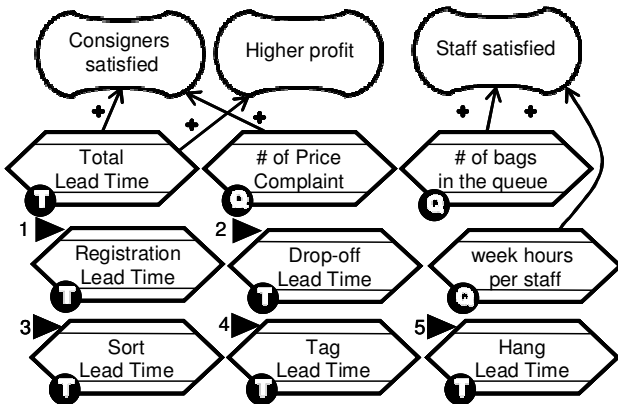 Consigners
satisfied
Higher profit
Staff satisfied
+
+
+
+
+
Total
Lead Time
T
# of Price
Complaint
Q
# of bags
in the queue
Q
1
Registration
Lead Time
T
2
Drop-off
Lead Time
T
week hours
per staff
Q
3
Sort
Lead Time
T
4
Tag
Lead Time
T
5
Hang
Lead Time
T